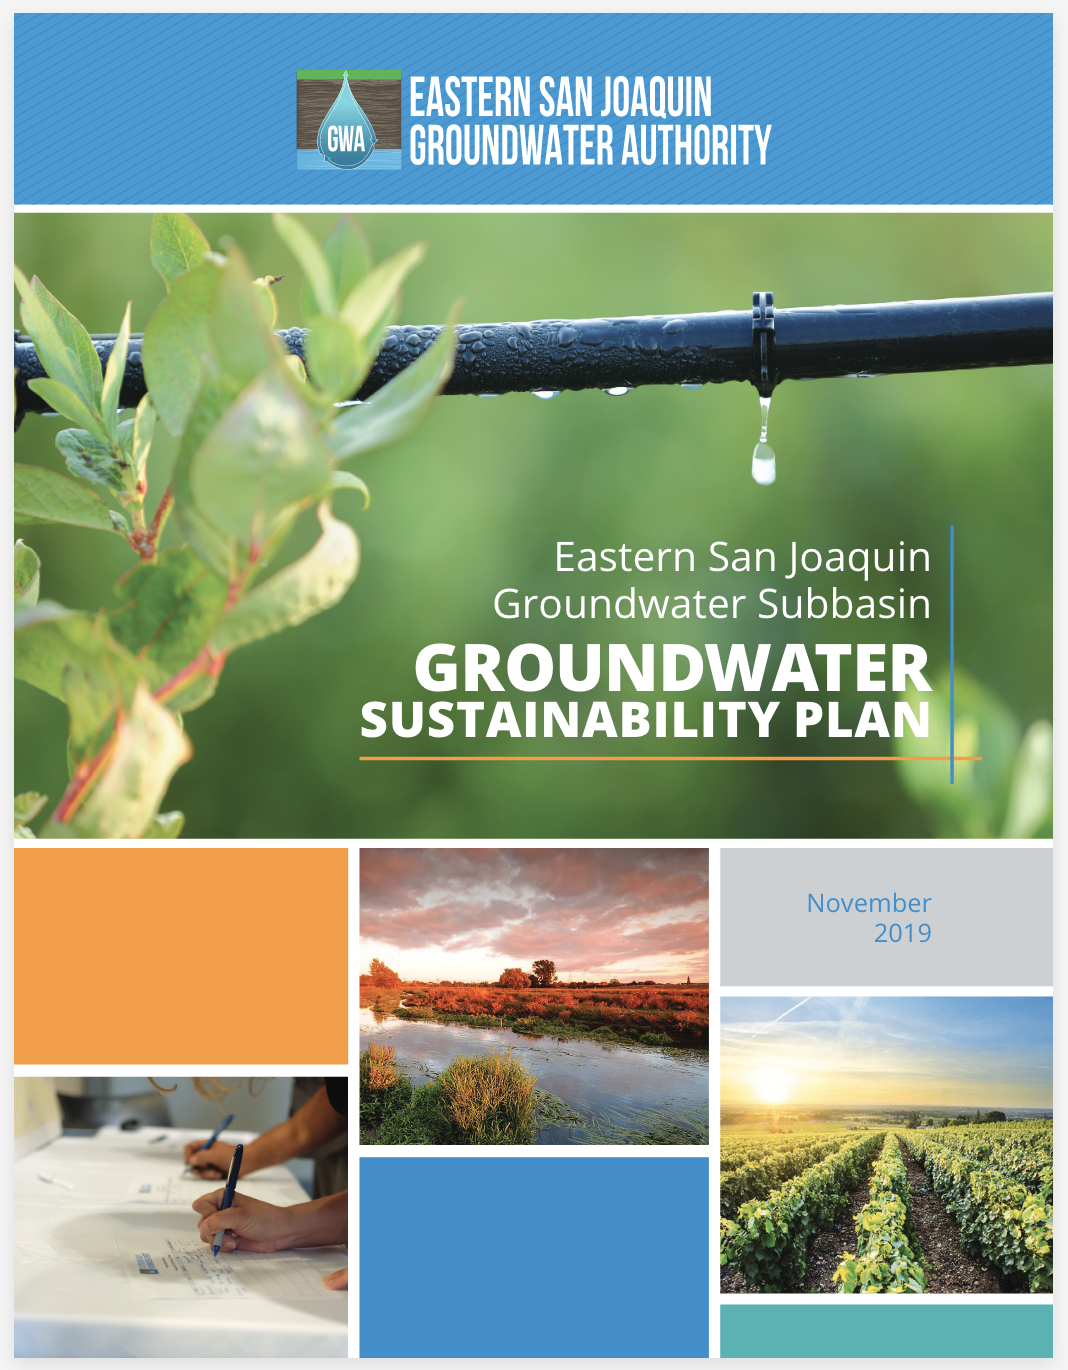 GWA
EASTERN SAN JOAQUIN
GROUNDWATER AUTHORITY
Eastern San Joaquin
Groundwater Subbasin
GROUNDWATER
SUSTAINABILITY PLAN
November
2019